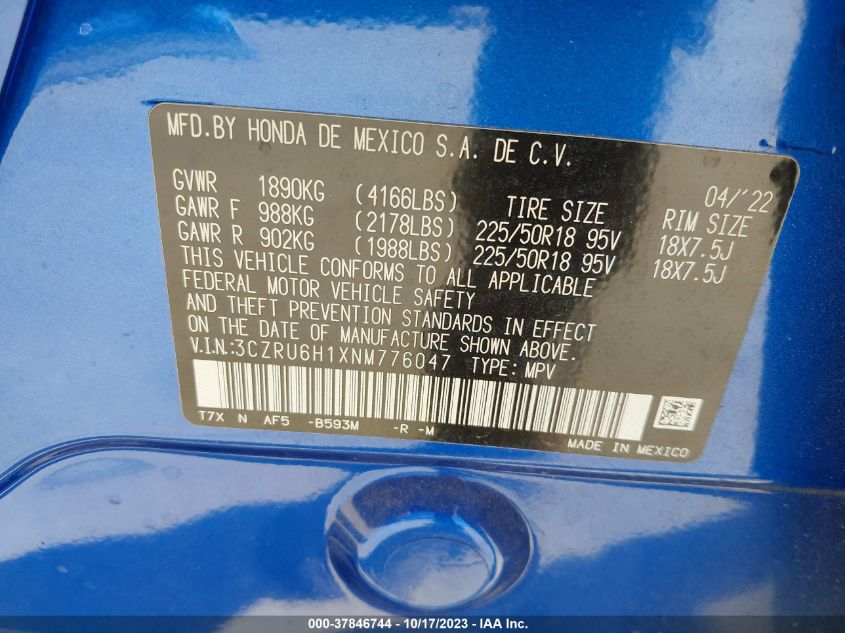 MFD.BY HONDA DE MEXICO S.A. DE C.V.
04/'22
GVWR 1890KG (4166LBS) TIRE SIZE RIM SIZE
GAWR F 988KG (2178LBS) 225/50R18 95V 18X7.5J
GAWR R 902KG (1988LBS) 225/50R18 95V 18X7.5J
THIS VEHICLE CONFORMS TO ALL APPLICABLE
FEDERAL MOTOR VEHICLE SAFETY
AND THEFT PREVENTION STANDARDS IN EFFECT
ON THE DATE OF MANUFACTURE SHOWN ABOVE.
V.I.N.:3CZRU6H1XNM776047 TYPE: MPV
T7X N AF5 -B593M -R -M
MADE IN MEXICO
000-37846744 - 10/17/2023 - IAA Inc.